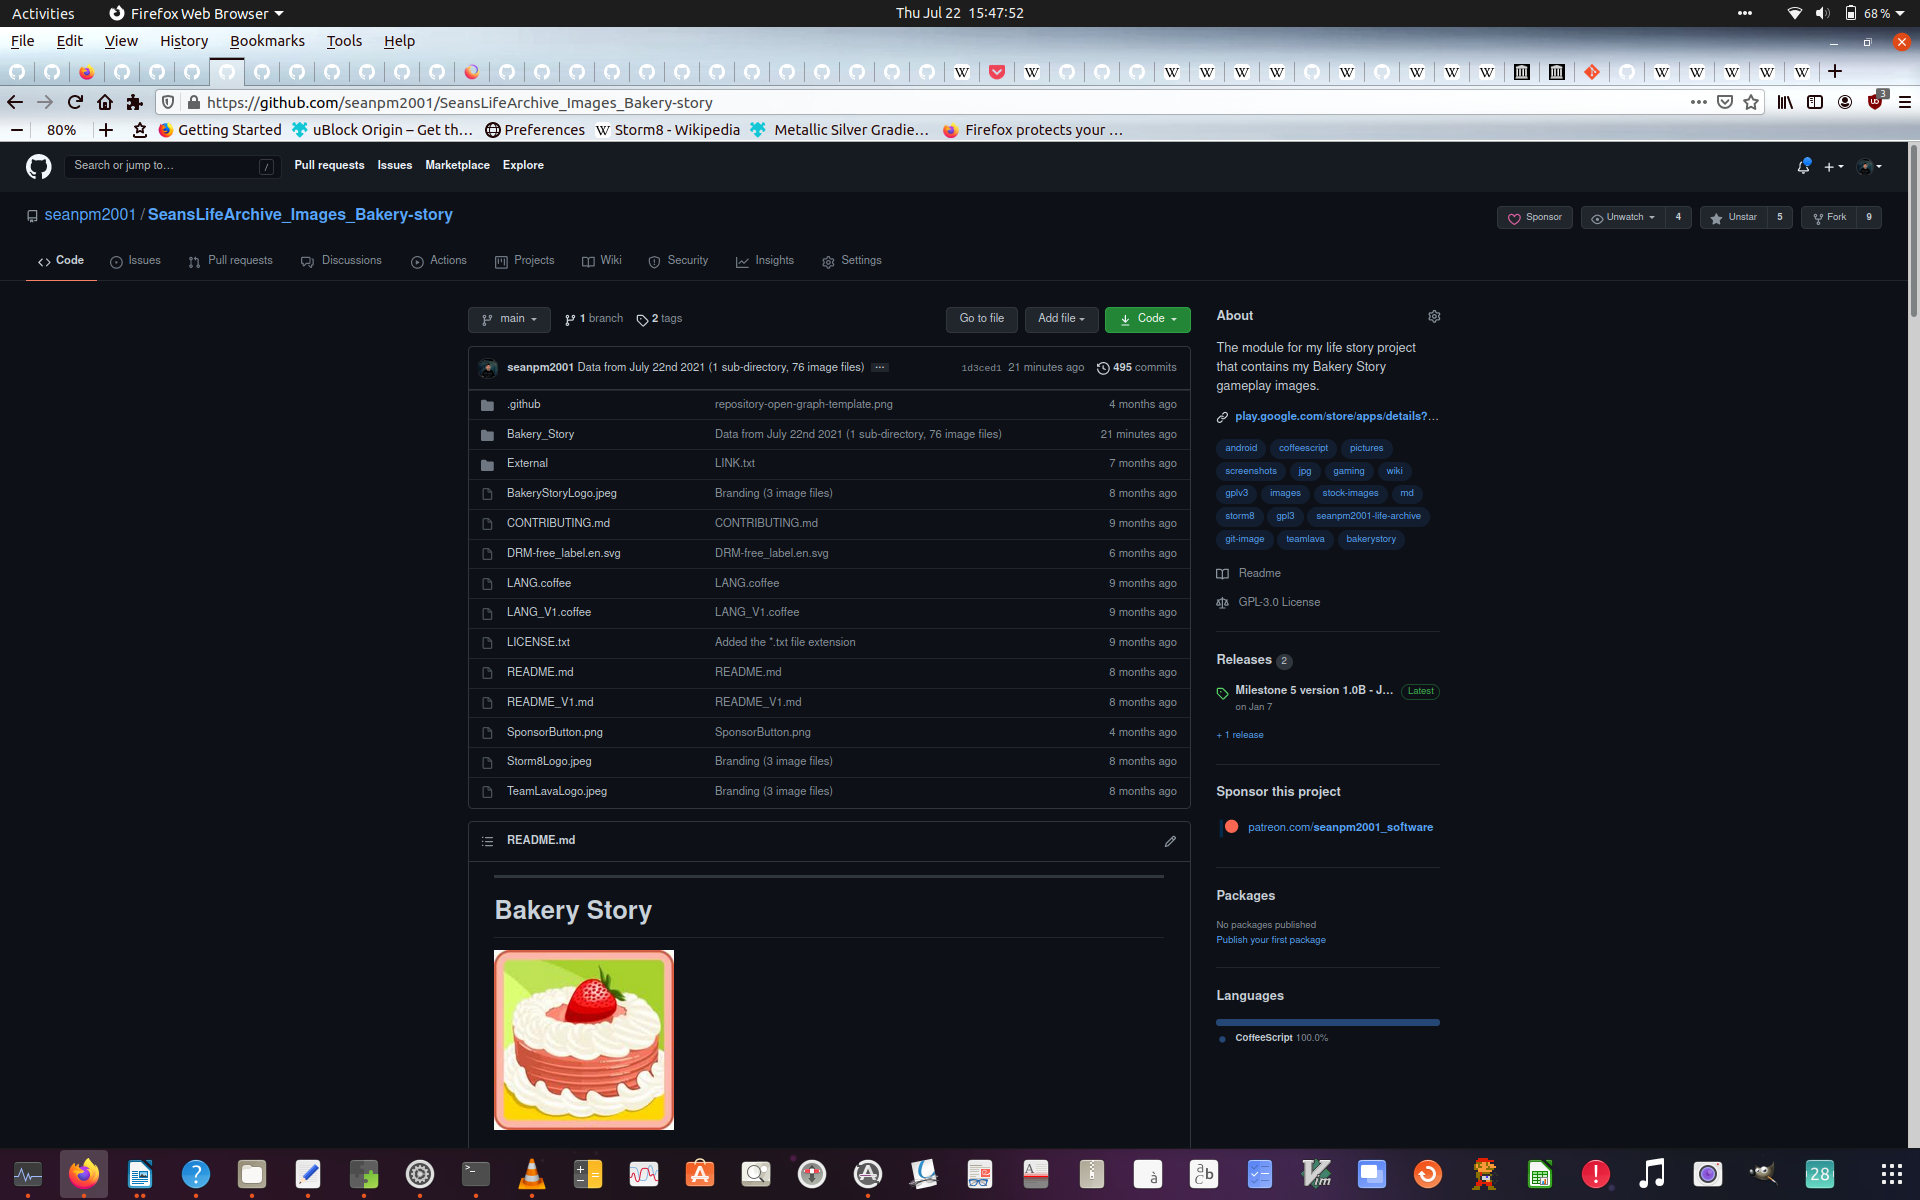 Activities Firefox Web Browser Thu Jul 22 15:47:52 68 %
File Edit View History Bookmarks Tools Help
https://github.com/seanpm2001/SeansLifeArchive_Images_Bakery-story 3
80% Getting Started uBlock Origin – Get th… Preferences Storm8 - Wikipedia Metallic Silver Gradie… Firefox protects your …
Search or jump to… / Pull requests Issues Marketplace Explore
seanpm2001 / SeansLifeArchive_Images_Bakery-story Sponsor Unwatch 4 Unstar 5 Fork 9
Code Issues Pull requests Discussions Actions Projects Wiki Security Insights Settings
main 1 branch 2 tags Go to file Add file Code
seanpm2001 Data from July 22nd 2021 (1 sub-directory, 76 image files) ... 1d3ced1 21 minutes ago 495 commits
.github repository-open-graph-template.png 4 months ago
Bakery_Story Data from July 22nd 2021 (1 sub-directory, 76 image files) 21 minutes ago
External LINK.txt 7 months ago
BakeryStoryLogo.jpeg Branding (3 image files) 8 months ago
CONTRIBUTING.md CONTRIBUTING.md 9 months ago
DRM-free_label.en.svg DRM-free_label.en.svg 6 months ago
LANG.coffee LANG.coffee 9 months ago
LANG_V1.coffee LANG_V1.coffee 9 months ago
LICENSE.txt Added the *.txt file extension 9 months ago
README.md README.md 8 months ago
README_V1.md README_V1.md 8 months ago
SponsorButton.png SponsorButton.png 4 months ago
Storm8Logo.jpeg Branding (3 image files) 8 months ago
TeamLavaLogo.jpeg Branding (3 image files) 8 months ago
README.md
Bakery Story
About
The module for my life story project
that contains my Bakery Story
gameplay images.
play.google.com/store/apps/details?…
android coffeescript pictures
screenshots jpg gaming wiki
gplv3 images stock-images md
storm8 gpl3 seanpm2001-life-archive
git-image teamlava bakerystory
Readme
GPL-3.0 License
Releases 2
Milestone 5 version 1.0B - J… Latest
on Jan 7
+ 1 release
Sponsor this project
patreon.com/seanpm2001_software
Packages
No packages published
Publish your first package
Languages
CoffeeScript 100.0%
28